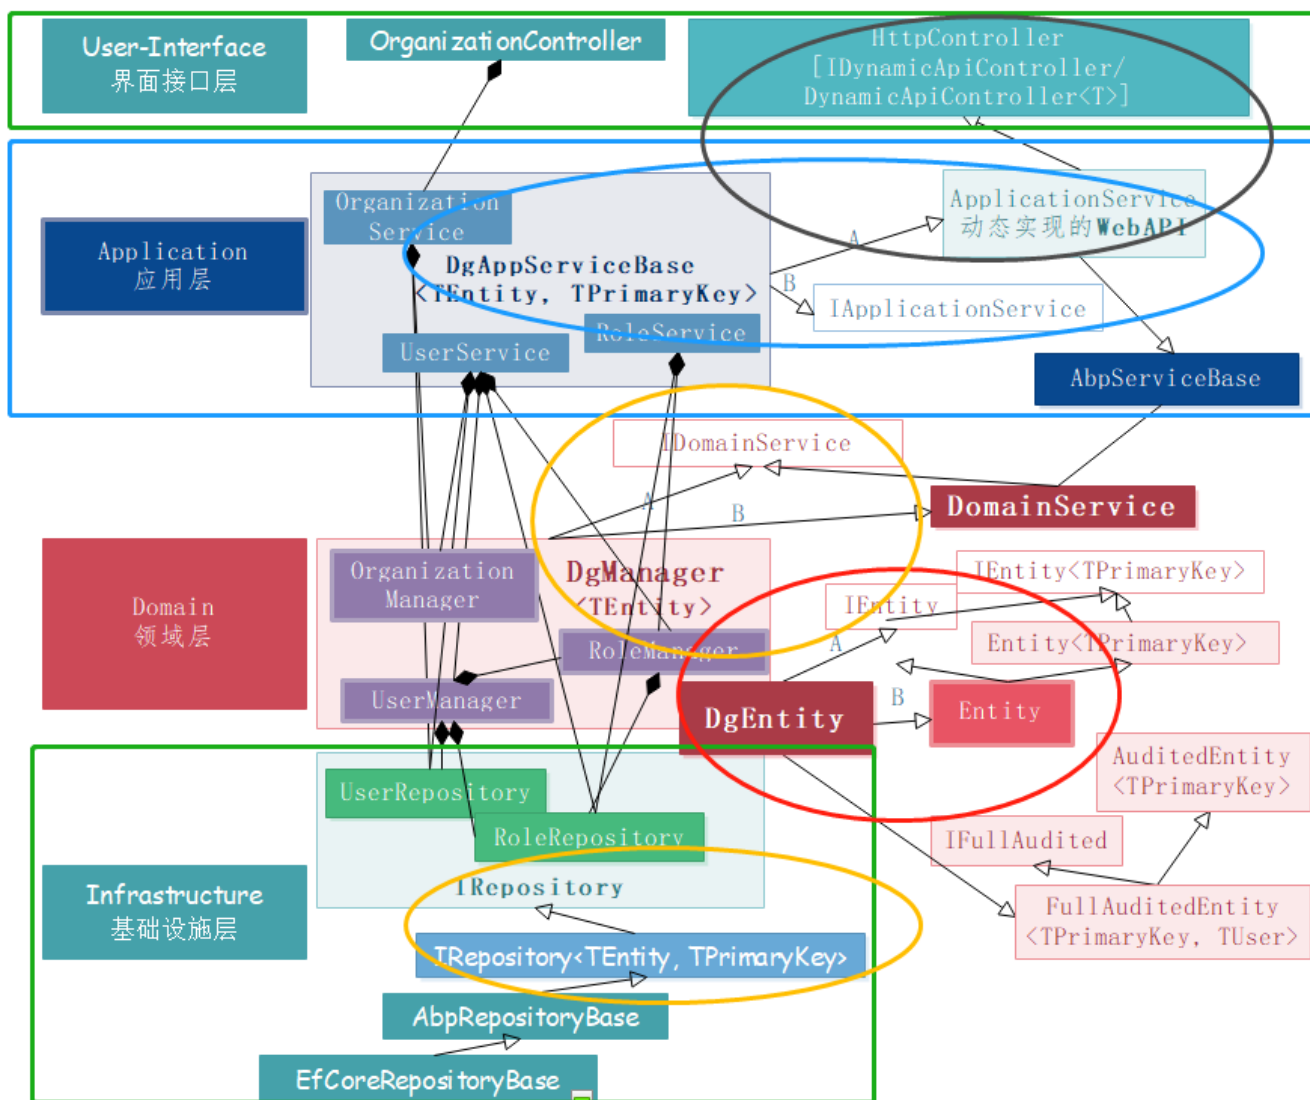 User-Interface
界面接口层
OrganizationController
HttpController
[IDynamicApiController/
DynamicApiController<T>]
Application
应用层
Organization
Service
DgAppServiceBase
<TEntity, TPrimaryKey>
UserService
RoleService
A
B
ApplicationService
动态实现的WebAPI
IApplicationService
AbpServiceBase
Domain
领域层
IDomainService
A
B
DomainService
Organization
Manager
DgManager
<TEntity>
RoleManager
UserManager
IEntity<TPrimaryKey>
IEntity
A
Entity<TPrimaryKey>
DgEntity
B
Entity
AuditedEntity
<TPrimaryKey>
IFullAudited
FullAuditedEntity
<TPrimaryKey, TUser>
Infrastructure
基础设施层
UserRepository
RoleRepository
IRepository
IRepository<TEntity, TPrimaryKey>
AbpRepositoryBase
EfCoreRepositoryBase